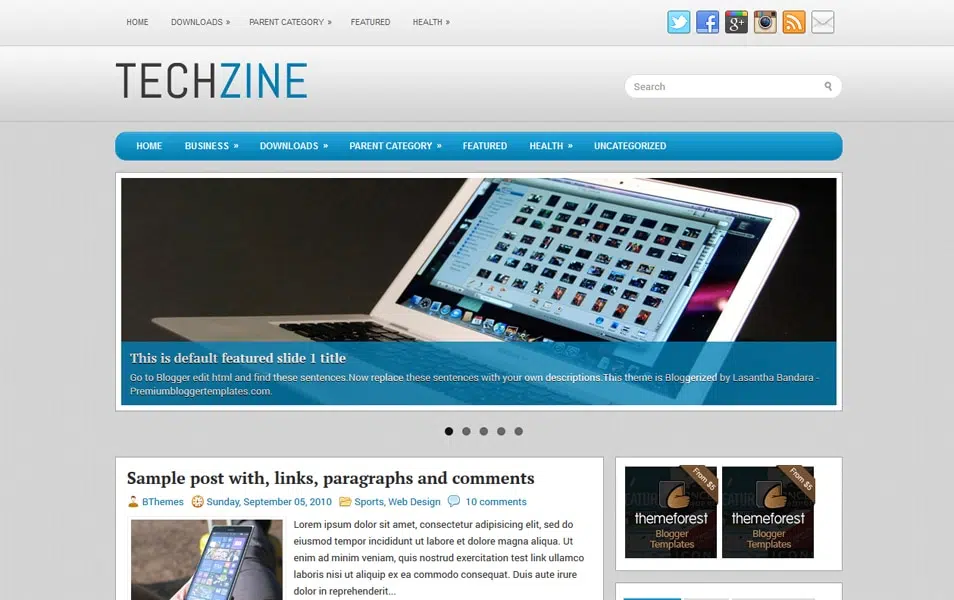 HOME DOWNLOADS » PARENT CATEGORY » FEATURED HEALTH »
TECHZINE
Search
HOME BUSINESS » DOWNLOADS » PARENT CATEGORY » FEATURED HEALTH » UNCATEGORIZED
This is default featured slide 1 title
Go to Blogger edit html and find these sentences.Now replace these sentences with your own descriptions.This theme is Bloggerized by Lasantha Bandara -
Premiumbloggertemplates.com.
Sample post with, links, paragraphs and comments
BThemes Sunday, September 05, 2010 Sports, Web Design 10 comments
Lorem ipsum dolor sit amet, consectetur adipisicing elit, sed do
eiusmod tempor incididunt ut labore et dolore magna aliqua. Ut
enim ad minim veniam, quis nostrud exercitation test link ullamco
laboris nisi ut aliquip ex ea commodo consequat. Duis aute irure
dolor in reprehenderit...
From $5
themeforest
Blogger
Templates
From $5
themeforest
Blogger
Templates